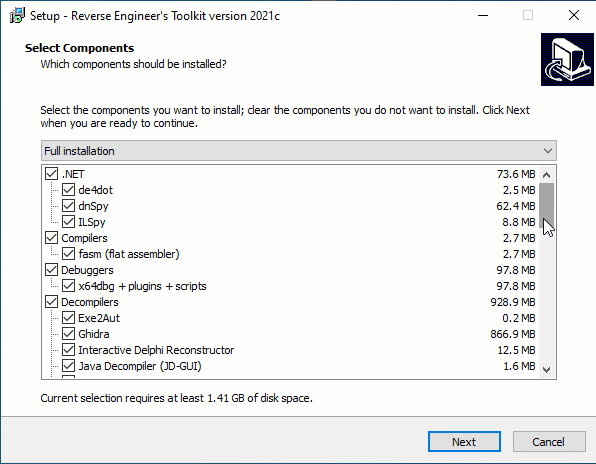 Setup - Reverse Engineer's Toolkit version 2021c
Select Components
Which components should be installed?
Select the components you want to install; clear the components you do not want to install. Click Next
when you are ready to continue.
Full installation
.NET 73.6 MB
de4dot 2.5 MB
dnSpy 62.4 MB
ILSpy 8.8 MB
Compilers 2.7 MB
fasm (flat assembler) 2.7 MB
Debuggers 97.8 MB
x64dbg + plugins + scripts 97.8 MB
Decompilers 928.9 MB
Exe2Aut 0.2 MB
Ghidra 866.9 MB
Interactive Delphi Reconstructor 12.5 MB
Java Decompiler (JD-GUI) 1.6 MB
Current selection requires at least 1.41 GB of disk space.
Next Cancel